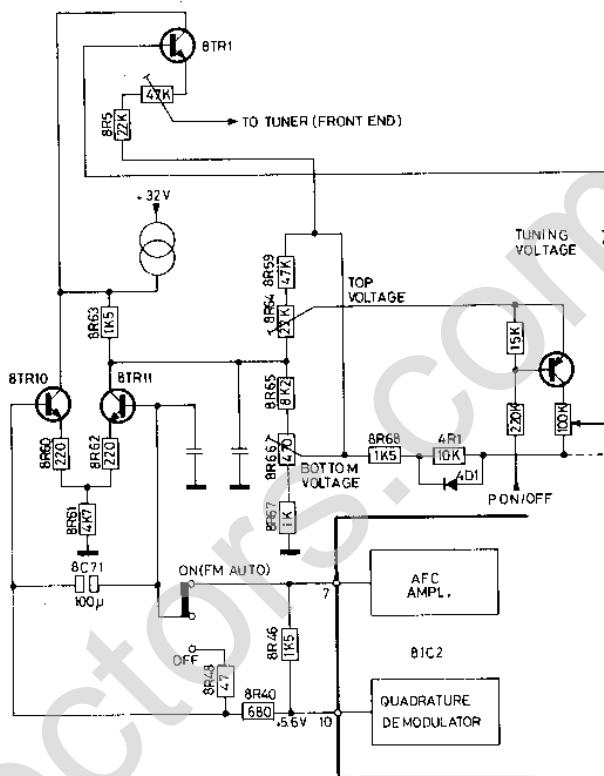 8TR1
47K
8R5
22K
TO TUNER (FRONT END)
+32V
TUNING
VOLTAGE
8R59
47K
TOP
VOLTAGE
8R64
22K
8R63
1K5
15K
8TR10
8TR11
8R65
8K2
220K
100K
8R60
220
8R62
220
8R66
470
8R68
1K5
4R1
10K
BOTTOM
VOLTAGE
4D1
P ON/OFF
8R61
4K7
8R67
1K
8C71
100µ
ON(FM AUTO)
7
AFC
AMPL.
8R46
1K5
81C2
OFF
8R48
47
8R40
680
+5.6V
10
QUADRATURE
DEMODULATOR
ectors.com